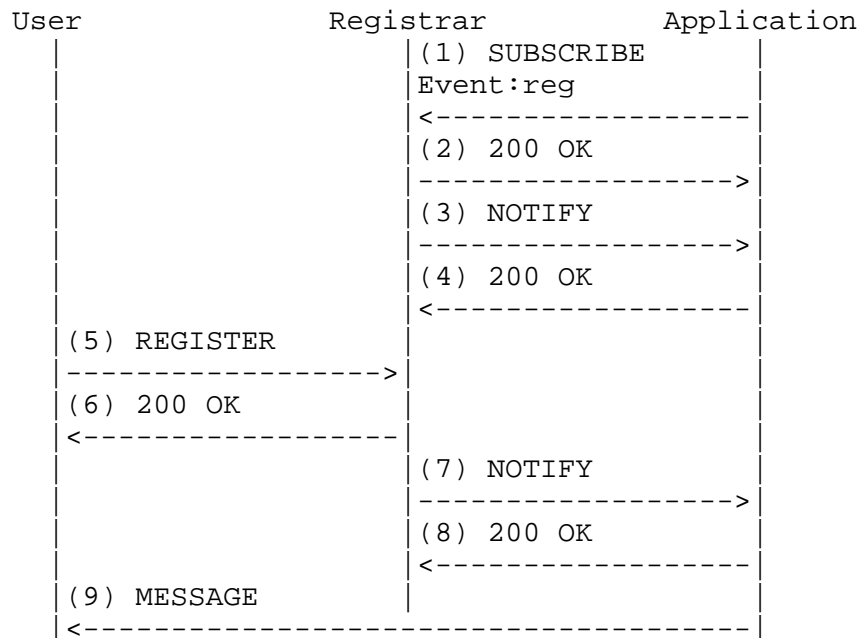 User Registrar Application
(1) SUBSCRIBE
Event:reg
(2) 200 OK
(3) NOTIFY
(4) 200 OK
(5) REGISTER
(6) 200 OK
(7) NOTIFY
(8) 200 OK
(9) MESSAGE